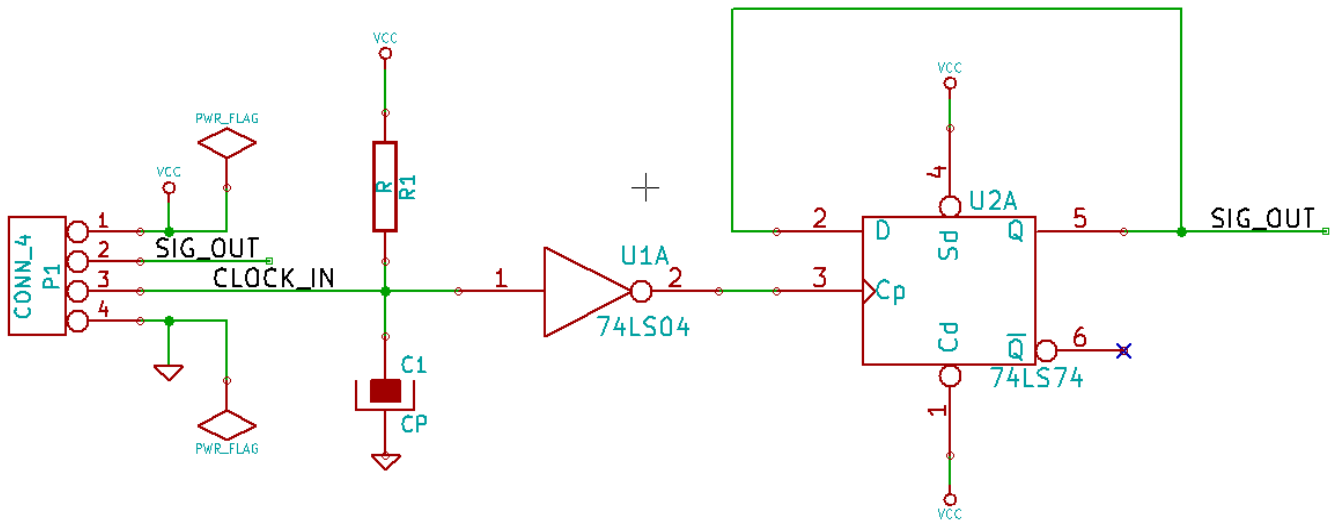 VCC
VCC
PWR_FLAG
VCC
R
R1
4
U2A
1
2
D
Sd
Q
5
SIG_OUT
SIG_OUT
CONN_4
P1
2
CLOCK_IN
3
4
U1A
1
2
74LS04
3
Cp
Cd
Q
6
74LS74
C1
CP
1
PWR_FLAG
VCC